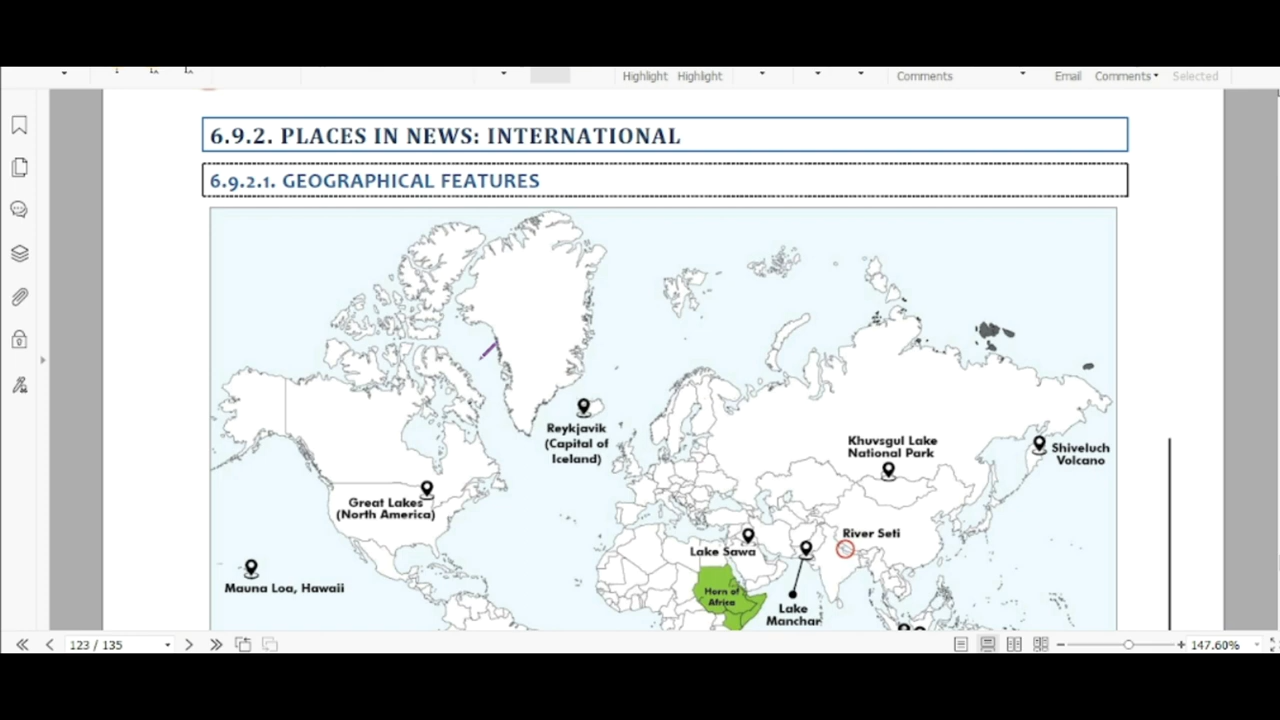 Highlight Highlight Comments Email Comments Selected
6.9.2. PLACES IN NEWS: INTERNATIONAL
6.9.2.1. GEOGRAPHICAL FEATURES
Reykjavik
(Capital of
Iceland)
Khuvsgul Lake
National Park
Shiveluch
Volcano
Great Lakes
(North America)
River Seti
Lake Sawa
Mauna Loa, Hawaii
Horn of
Africa
Lake
Manchar
123 / 135
147.60%